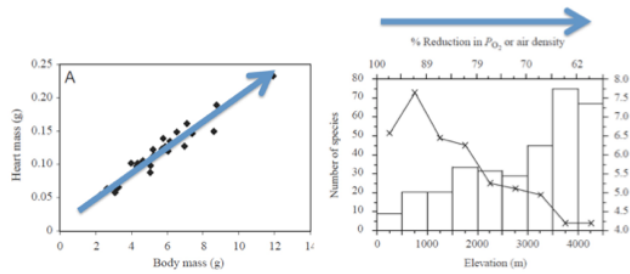 A
Heart mass (g)
0.25
0.20
0.15
0.10
0.05
0
0 2 4 6 8 10 12 14
Body mass (g)
% Reduction in PO2 or air density
100 89 79 70 62
Number of species
80
70
60
50
40
30
20
10
0
8.0
7.5
7.0
6.5
6.0
5.5
5.0
4.5
4.0
0 1000 2000 3000 4000
Elevation (m)